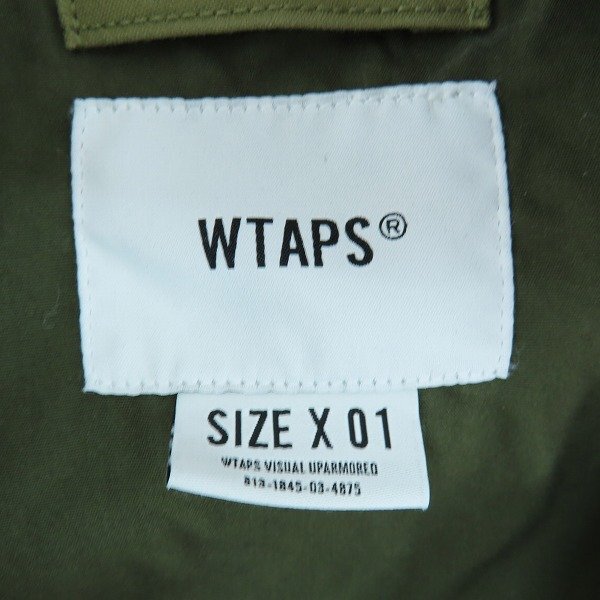 WTAPS®
SIZE X 01
WTAPS VISUAL UPARMORED
813-1845-03-4875